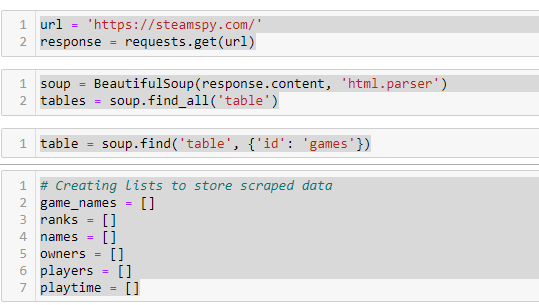 1 url = 'https://steamspy.com/'
2 response = requests.get(url)
1 soup = BeautifulSoup(response.content, 'html.parser')
2 tables = soup.find_all('table')
1 table = soup.find('table', {'id': 'games'})
1 # Creating lists to store scraped data
2 game_names = []
3 ranks = []
4 names = []
5 owners = []
6 players = []
7 playtime = []